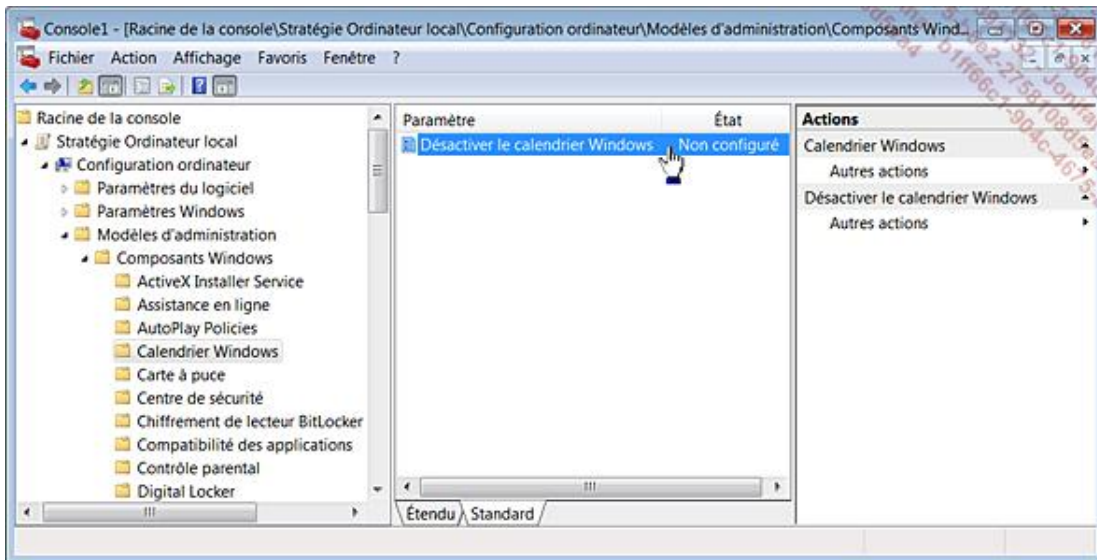 Console1 - [Racine de la console\Stratégie Ordinateur local\Configuration ordinateur\Modèles d'administration\Composants Wind...
Fichier Action Affichage Favoris Fenêtre ?
Racine de la console
Stratégie Ordinateur local
Configuration ordinateur
Paramètres du logiciel
Paramètres Windows
Modèles d'administration
Composants Windows
ActiveX Installer Service
Assistance en ligne
AutoPlay Policies
Calendrier Windows
Carte à puce
Centre de sécurité
Chiffrement de lecteur BitLocker
Compatibilité des applications
Contrôle parental
Digital Locker
Paramètre État
Désactiver le calendrier Windows Non configuré
Étendu Standard
Actions
Calendrier Windows
Autres actions
Désactiver le calendrier Windows
Autres actions